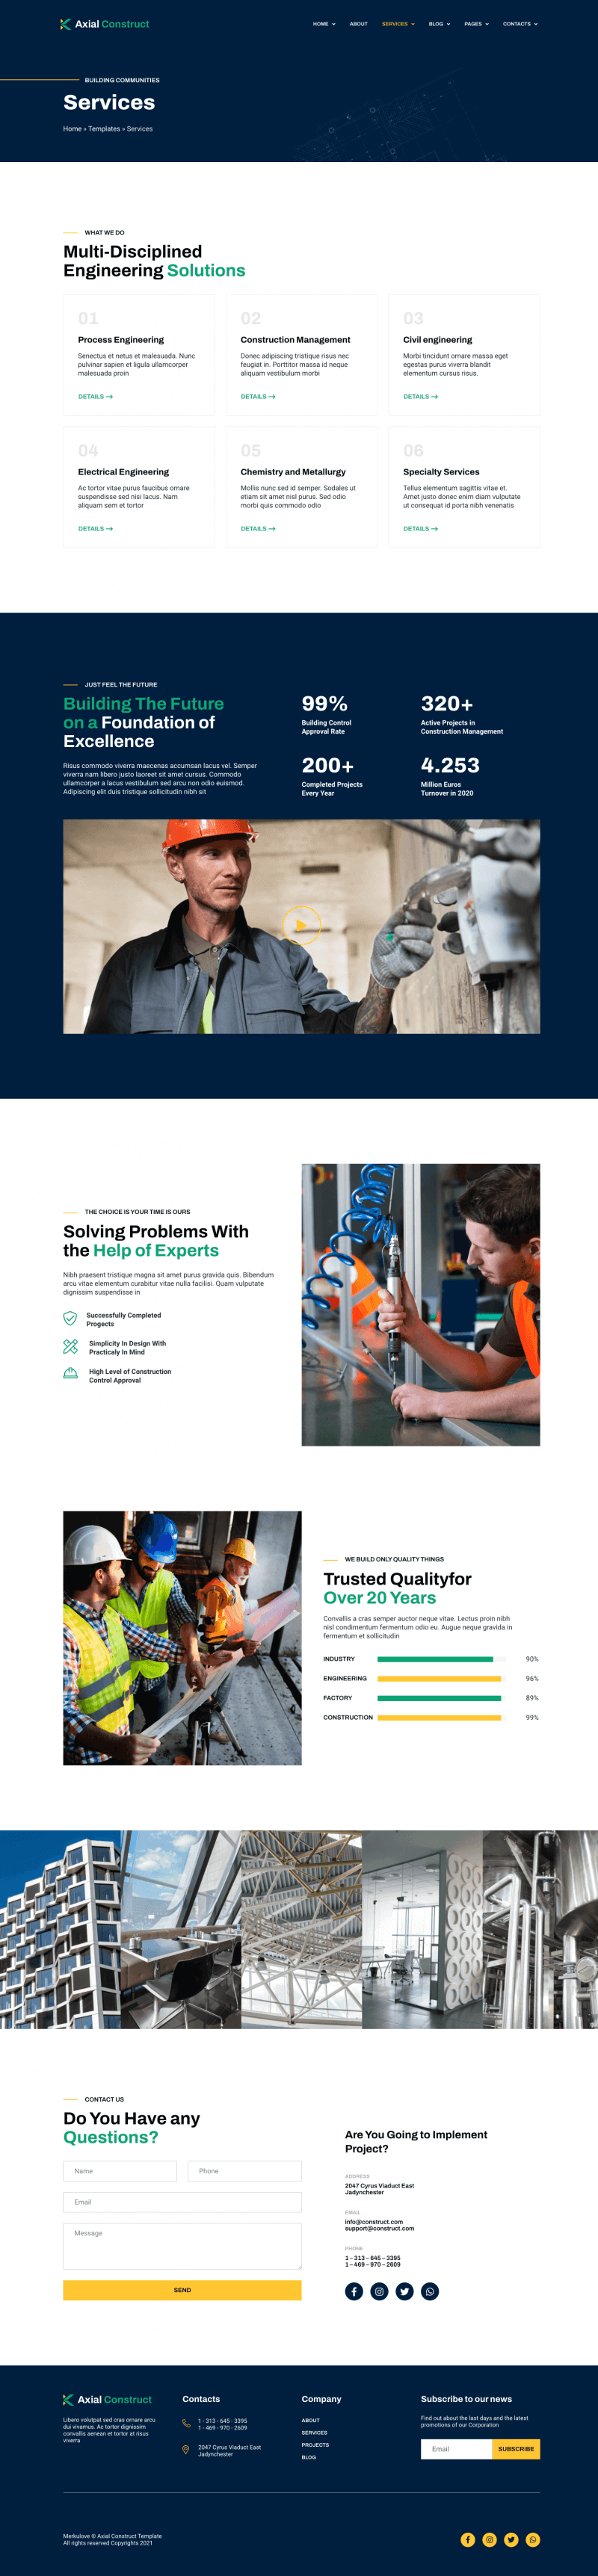 Axial Construct
HOME ABOUT SERVICES BLOG PAGES CONTACTS
BUILDING COMMUNITIES
Services
Home » Templates » Services
WHAT WE DO
Multi-Disciplined
Engineering Solutions
01
Process Engineering
Senectus et netus et malesuada. Nunc
pulvinar sapien et ligula ullamcorper
malesuada proin
DETAILS →
02
Construction Management
Donec adipiscing tristique risus nec
feugiat in. Porttitor massa id neque
aliquam vestibulum morbi
DETAILS →
03
Civil engineering
Morbi tincidunt ornare massa eget
egestas purus viverra blandit
elementum cursus risus.
DETAILS →
04
Electrical Engineering
Ac tortor vitae purus faucibus ornare
suspendisse sed nisi lacus. Nam
aliquam sem et tortor
DETAILS →
05
Chemistry and Metallurgy
Mollis nunc sed id semper. Sodales ut
etiam sit amet nisl purus. Sed odio
morbi quis commodo odio
DETAILS →
06
Specialty Services
Tellus elementum sagittis vitae et.
Amet justo donec enim diam vulputate
ut consequat id porta nibh venenatis
DETAILS →
JUST FEEL THE FUTURE
Building The Future
on a Foundation of
Excellence
Risus commodo viverra maecenas accumsan lacus vel. Semper
viverra nam libero justo laoreet sit amet cursus. Commodo
ullamcorper a lacus vestibulum sed arcu non odio euismod.
Adipiscing elit duis tristique sollicitudin nibh sit
99%
Building Control
Approval Rate
320+
Active Projects in
Construction Management
200+
Completed Projects
Every Year
4.253
Million Euros
Turnover in 2020
THE CHOICE IS YOUR TIME IS OURS
Solving Problems With
the Help of Experts
Nibh praesent tristique magna sit amet purus gravida quis. Bibendum
arcu vitae elementum curabitur vitae nulla facilisi. Quam vulputate
dignissim suspendisse in
Successfully Completed
Progects
Simplicity In Design With
Practicaly In Mind
High Level of Construction
Control Approval
WE BUILD ONLY QUALITY THINGS
Trusted Qualityfor
Over 20 Years
Convallis a cras semper auctor neque vitae. Lectus proin nibh
nisl condimentum fermentum odio eu. Augue neque gravida in
fermentum et sollicitudin
INDUSTRY 90%
ENGINEERING 96%
FACTORY 89%
CONSTRUCTION 99%
CONTACT US
Do You Have any
Questions?
Name
Phone
Email
Message
SEND
Are You Going to Implement
Project?
ADDRESS
2047 Cyrus Viaduct East
Jadynchester
EMAIL
info@construct.com
support@construct.com
PHONE
1 – 313 – 645 – 3395
1 – 469 – 970 – 2609
Axial Construct
Libero volutpat sed cras ornare arcu
dui vivamus. Ac tortor dignissim
convallis aenean et tortor at risus
viverra
Contacts
1 - 313 - 645 - 3395
1 - 469 - 970 - 2609
2047 Cyrus Viaduct East
Jadynchester
Company
ABOUT
SERVICES
PROJECTS
BLOG
Subscribe to our news
Find out about the last days and the latest
promotions of our Corporation
Email
SUBSCRIBE
Merkulove © Axial Construct Template
All rights reserved Copyrights 2021